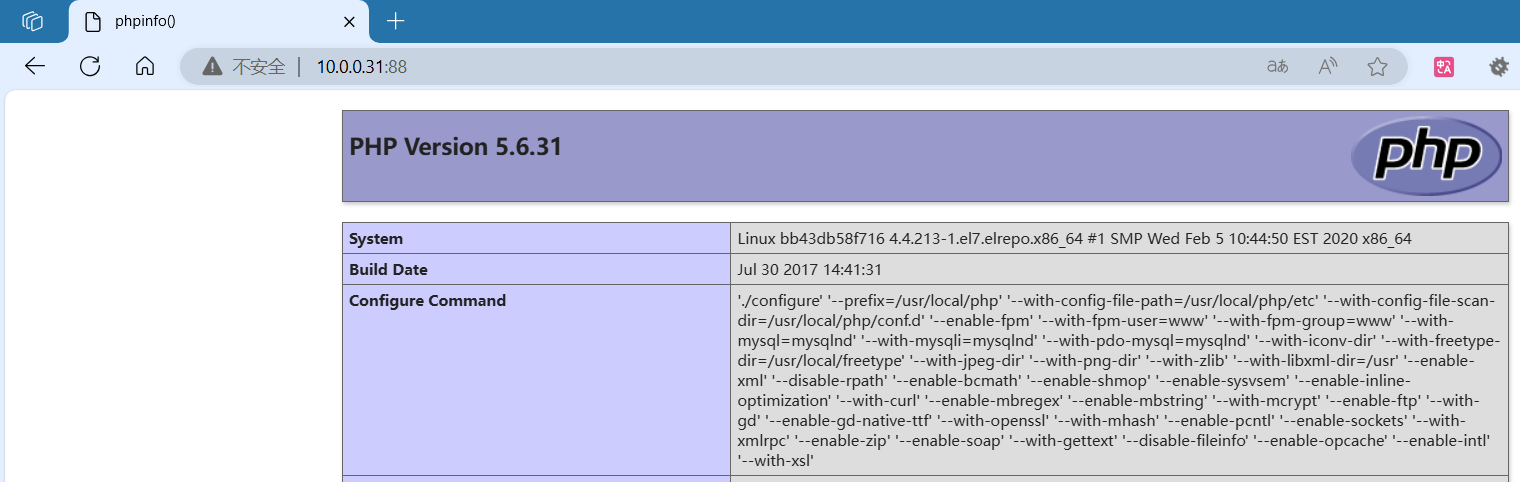 phpinfo()
不安全 | 10.0.0.31:88
PHP Version 5.6.31
php
System
Linux bb43db58f716 4.4.213-1.el7.elrepo.x86_64 #1 SMP Wed Feb 5 10:44:50 EST 2020 x86_64
Build Date
Jul 30 2017 14:41:31
Configure Command
'./configure' '--prefix=/usr/local/php' '--with-config-file-path=/usr/local/php/etc' '--with-config-file-scan-
dir=/usr/local/php/conf.d' '--enable-fpm' '--with-fpm-user=www' '--with-fpm-group=www' '--with-
mysql=mysqlnd' '--with-mysqli=mysqlnd' '--with-pdo-mysql=mysqlnd' '--with-iconv-dir' '--with-freetype-
dir=/usr/local/freetype' '--with-jpeg-dir' '--with-png-dir' '--with-zlib' '--with-libxml-dir=/usr' '--enable-
xml' '--disable-rpath' '--enable-bcmath' '--enable-shmop' '--enable-sysvsem' '--enable-inline-
optimization' '--with-curl' '--enable-mbregex' '--enable-mbstring' '--with-mcrypt' '--enable-ftp' '--with-
gd' '--enable-gd-native-ttf' '--with-openssl' '--with-mhash' '--enable-pcntl' '--enable-sockets' '--with-
xmlrpc' '--enable-zip' '--enable-soap' '--with-gettext' '--disable-fileinfo' '--enable-opcache' '--enable-intl'
'--with-xsl'